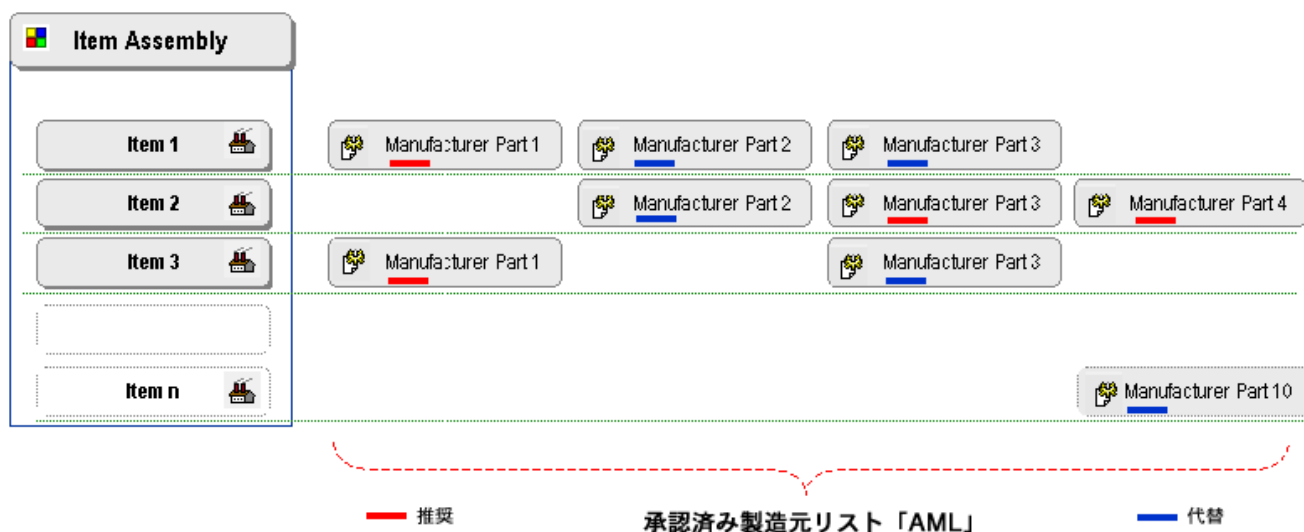 Item Assembly
Item 1 Manufacturer Part 1 Manufacturer Part 2 Manufacturer Part 3
Item 2 Manufacturer Part 2 Manufacturer Part 3 Manufacturer Part 4
Item 3 Manufacturer Part 1 Manufacturer Part 3
Item n Manufacturer Part 10
推奨 承認済み製造元リスト「AML」 代替